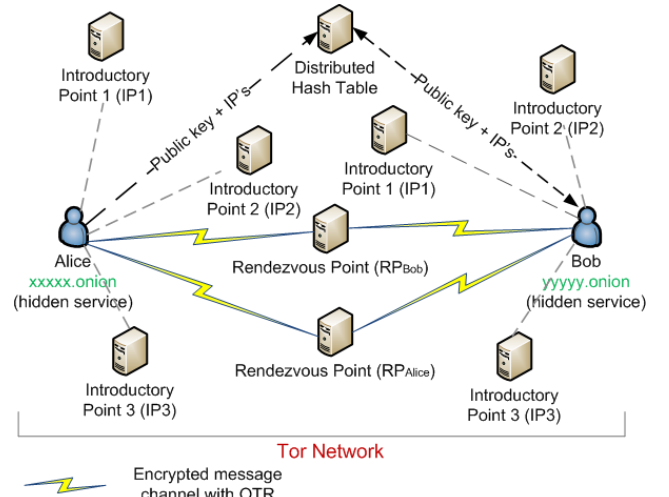 Introductory
Point 1 (IP1)
Distributed
Hash Table
Introductory
Point 2 (IP2)
Public key + IP's
Public key + IP's
Introductory
Point 2 (IP2)
Introductory
Point 1 (IP1)
Alice
xxxxx.onion
(hidden service)
Rendezvous Point (RPBob)
Bob
yyyyy.onion
(hidden service)
Rendezvous Point (RPAlice)
Introductory
Point 3 (IP3)
Introductory
Point 3 (IP3)
Tor Network
Encrypted message
channel with OTR